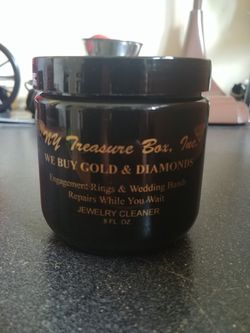 NY Treasure Box, Inc.
WE BUY GOLD & DIAMONDS
Engagement Rings & Wedding Bands
Repairs While You Wait
JEWELRY CLEANER
8 FL OZ